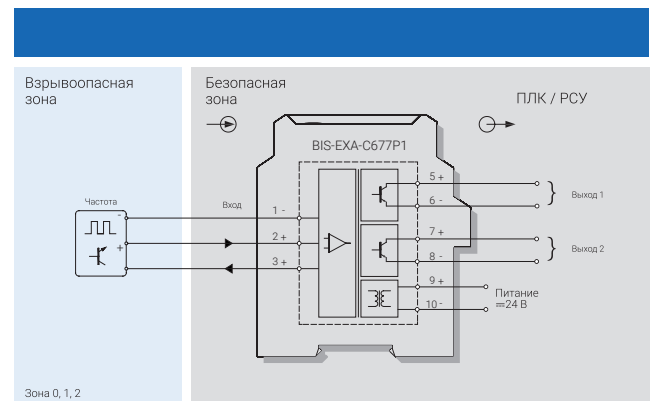 Взрывоопасная
зона
Безопасная
зона
ПЛК / РСУ
BIS-EXA-C677P1
Частота
Вход
-
+
1 -
2 +
3 +
5 +
6 -
7 +
8 -
9 +
10 -
Выход 1
Выход 2
Питание
⎓24 В
Зона 0, 1, 2